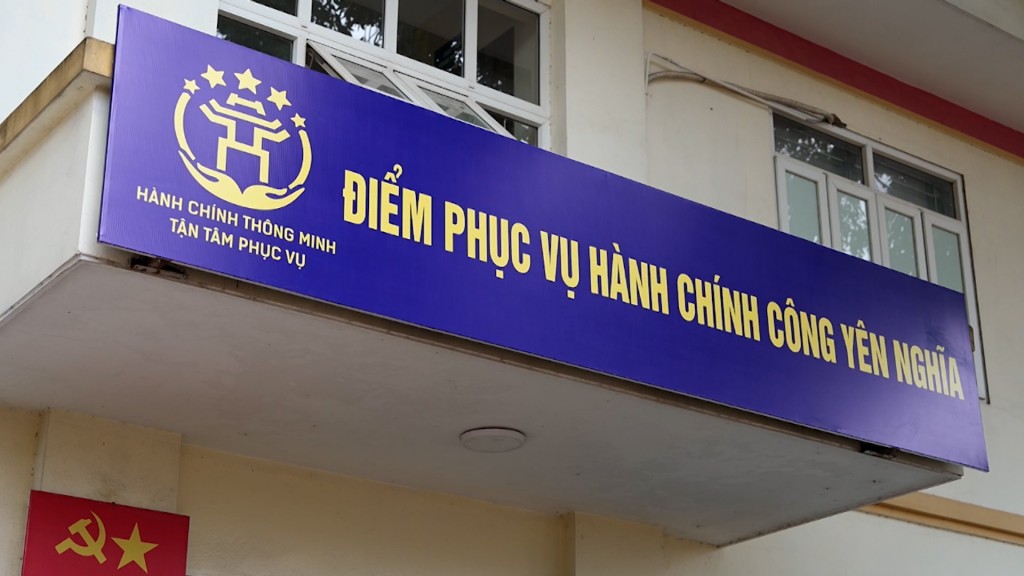 HÀNH CHÍNH THÔNG MINH
TẬN TÂM PHỤC VỤ
ĐIỂM PHỤC VỤ HÀNH CHÍNH CÔNG YÊN NGHĨA